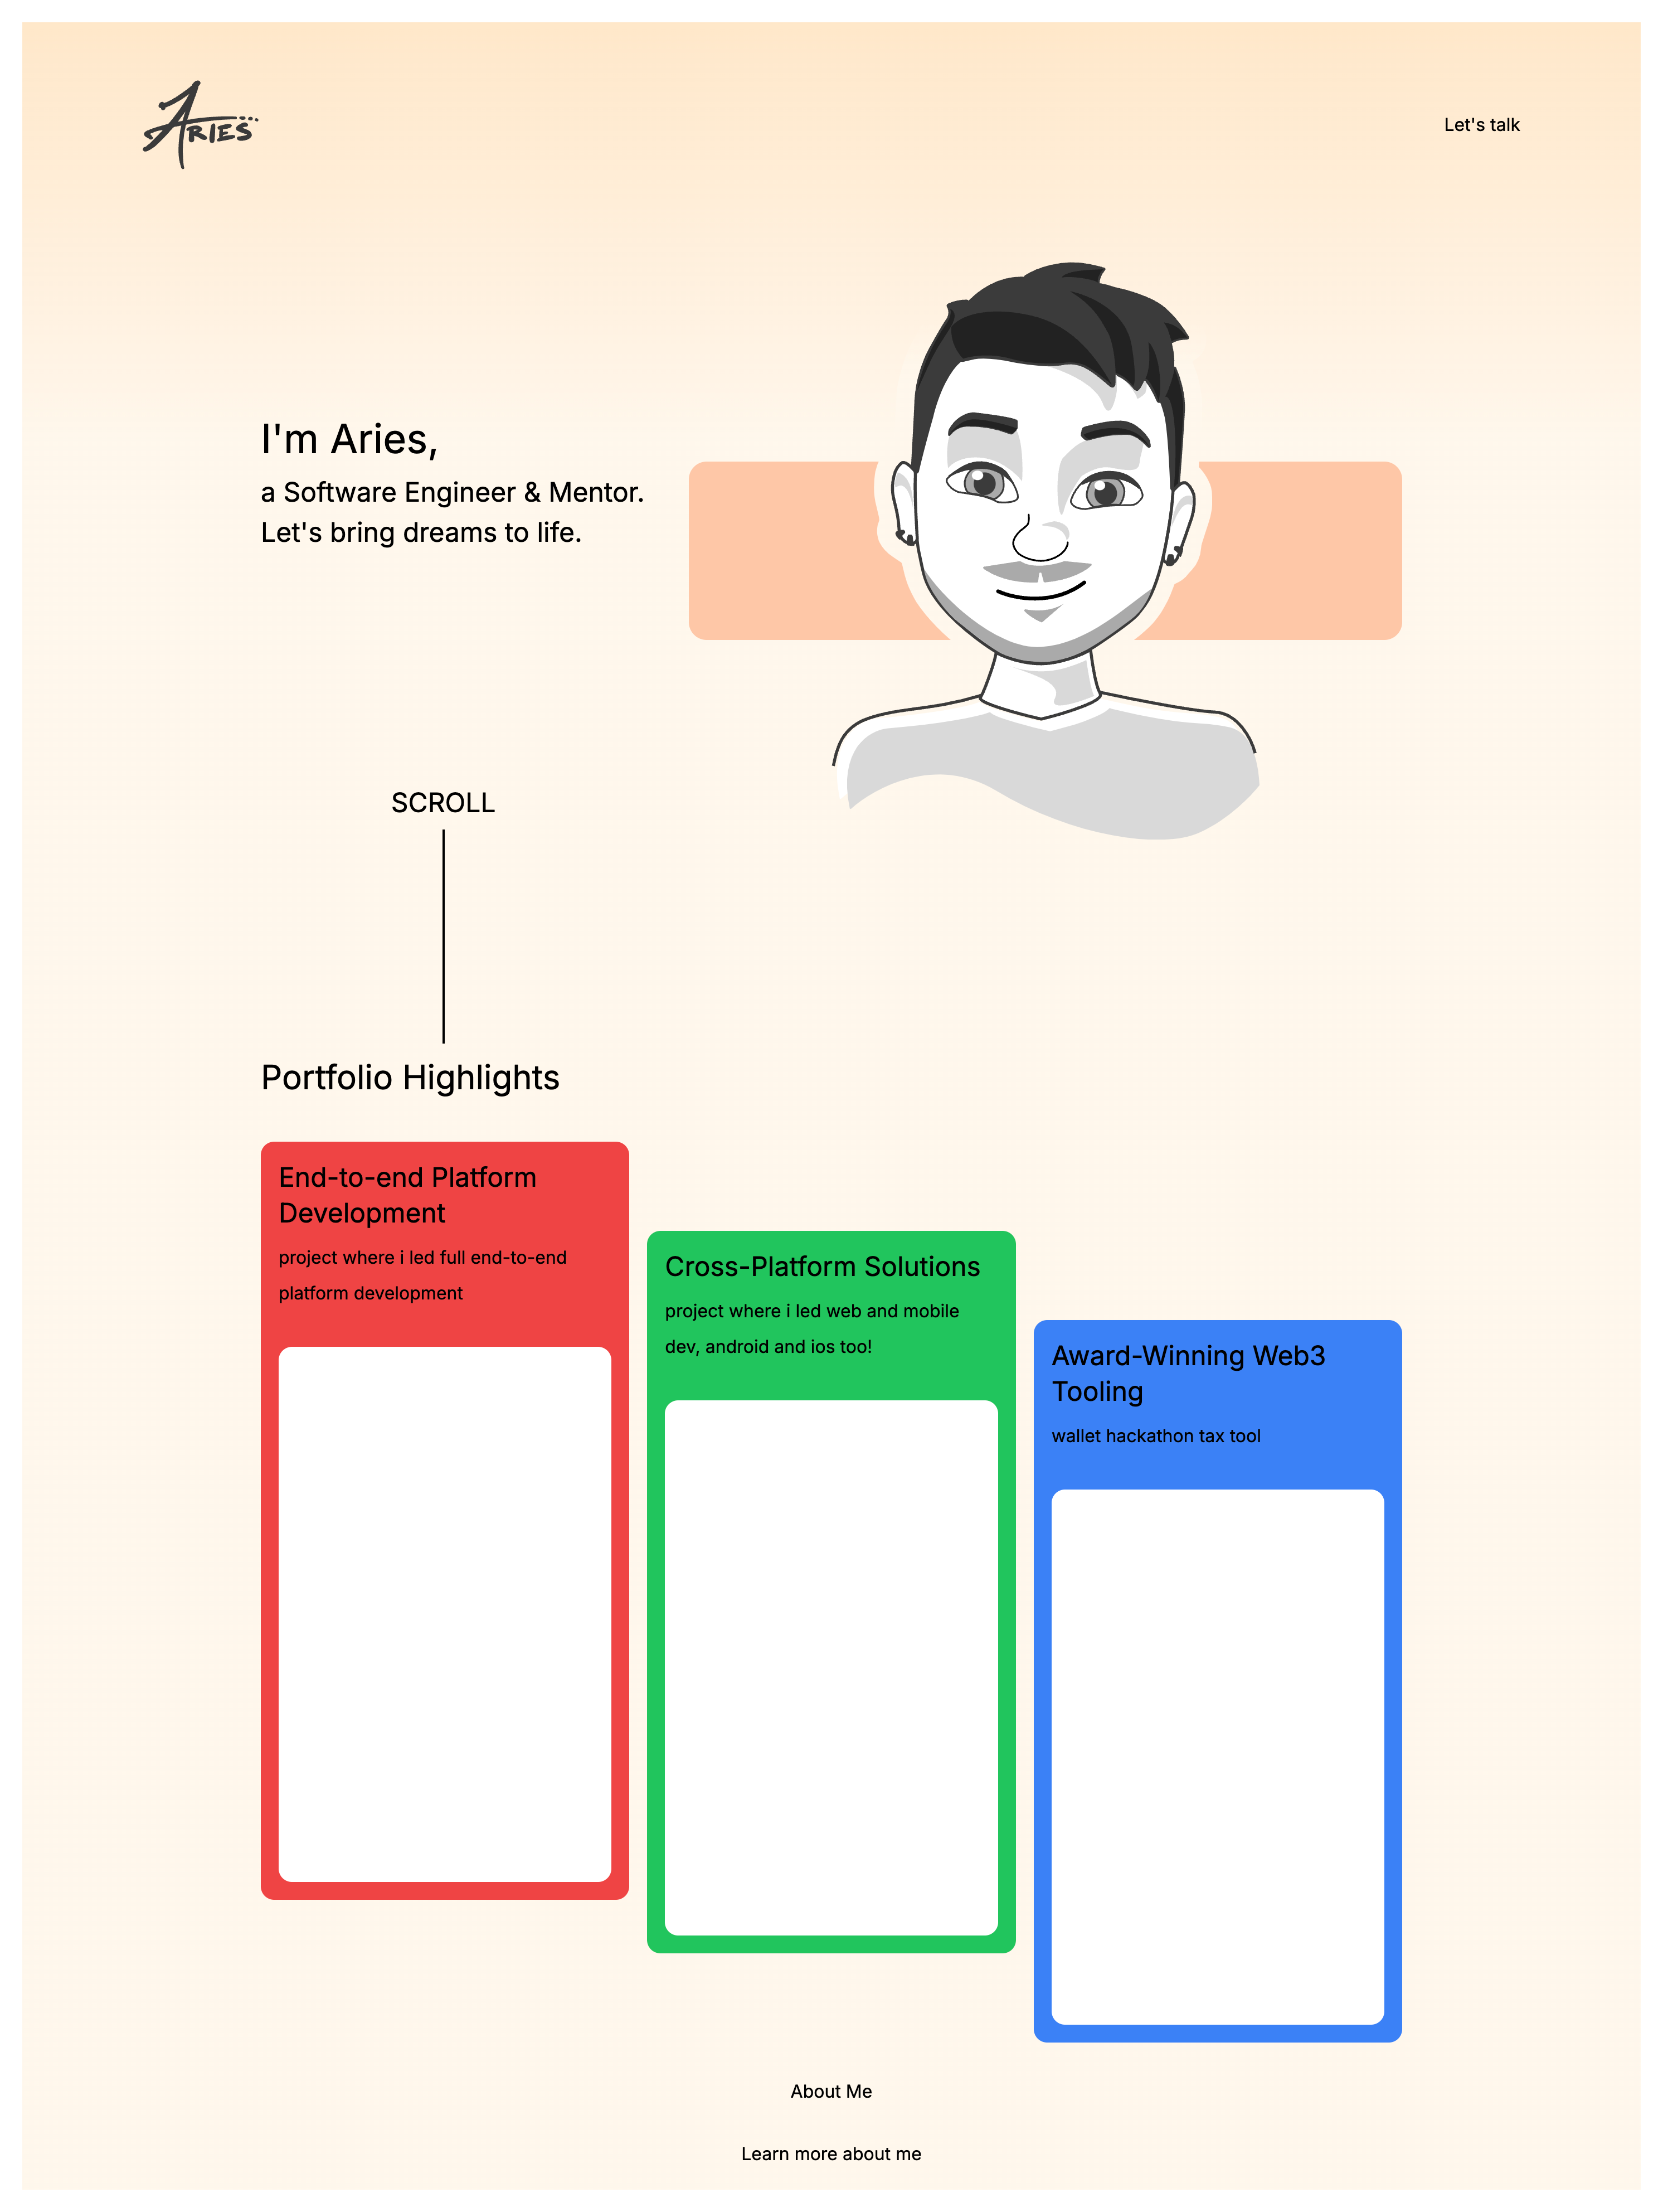 ARIES
Let's talk
I'm Aries,
a Software Engineer & Mentor.
Let's bring dreams to life.
SCROLL
Portfolio Highlights
End-to-end Platform
Development
project where i led full end-to-end
platform development
Cross-Platform Solutions
project where i led web and mobile
dev, android and ios too!
Award-Winning Web3
Tooling
wallet hackathon tax tool
About Me
Learn more about me